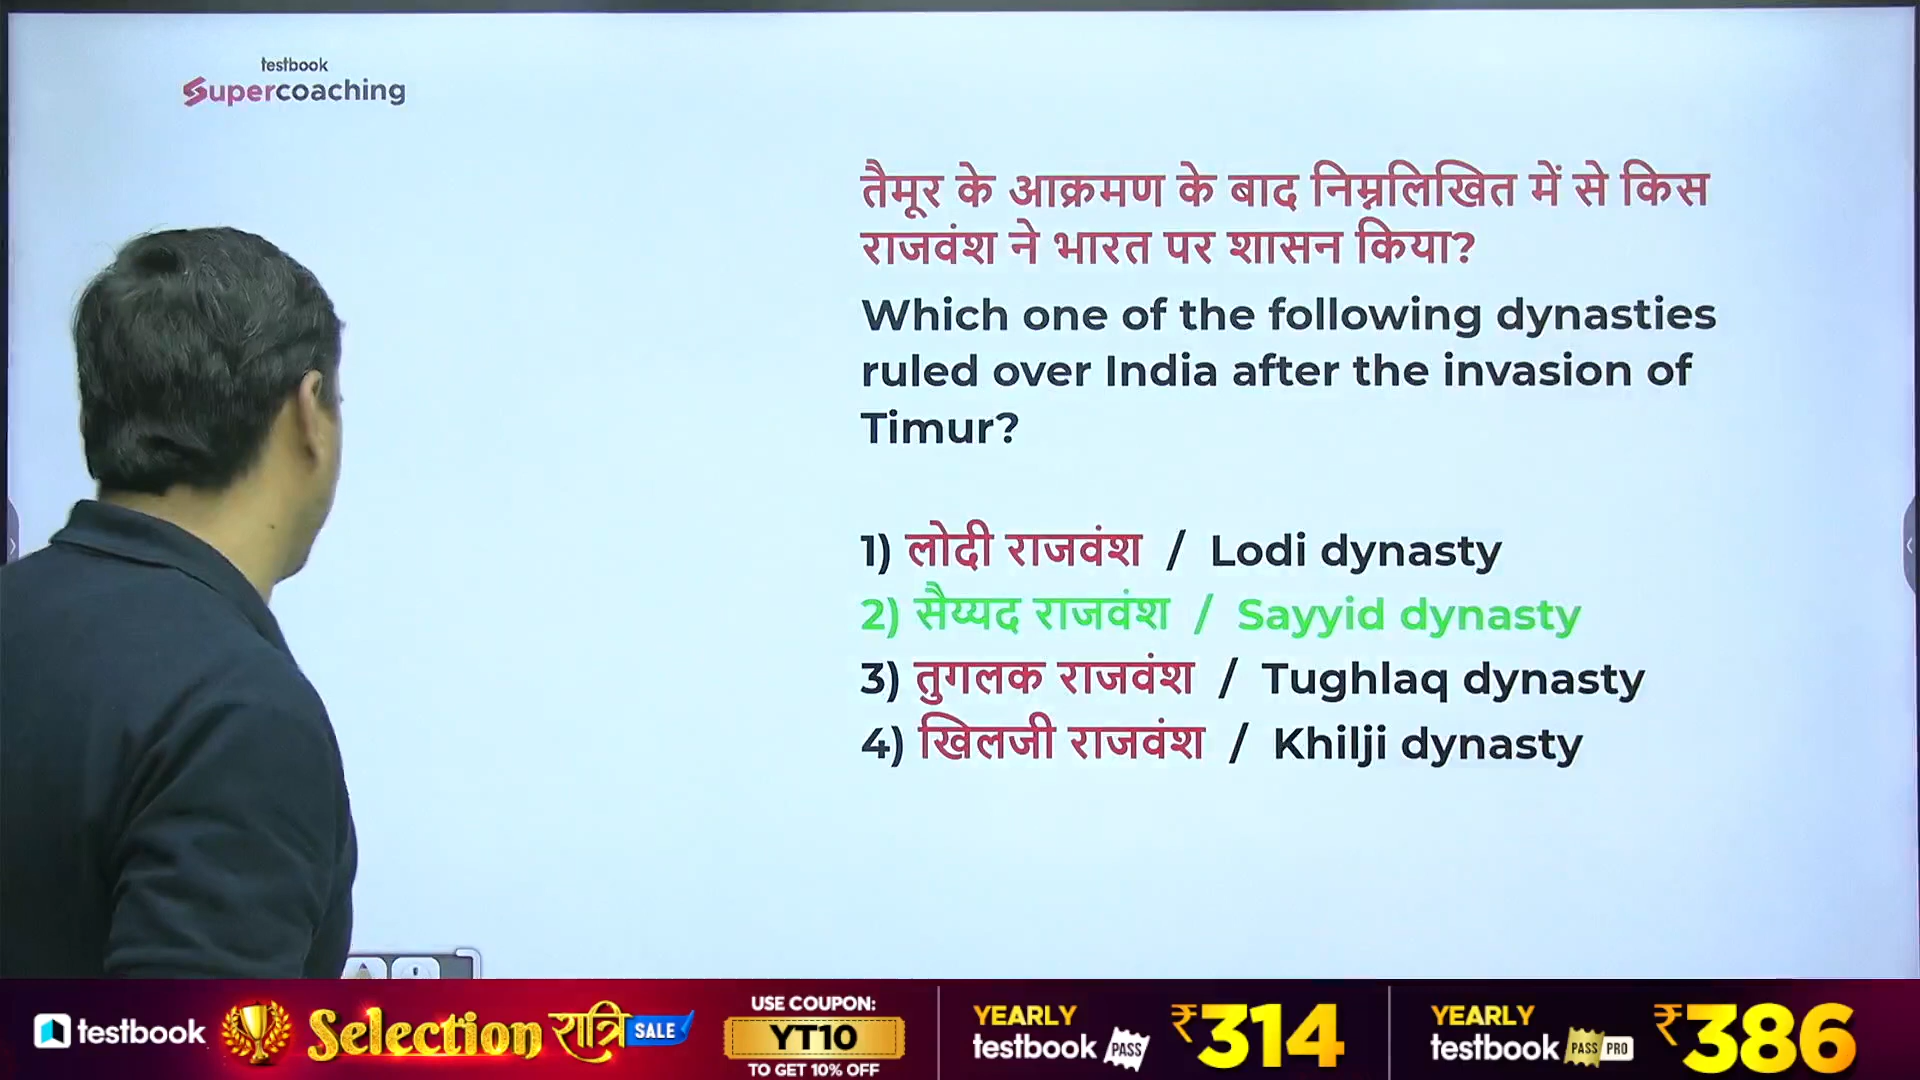 testbook
Supercoaching
तैमूर के आक्रमण के बाद निम्नलिखित में से किस
राजवंश ने भारत पर शासन किया?
Which one of the following dynasties
ruled over India after the invasion of
Timur?
1) लोदी राजवंश / Lodi dynasty
2) सैय्यद राजवंश / Sayyid dynasty
3) तुगलक राजवंश / Tughlaq dynasty
4) खिलजी राजवंश / Khilji dynasty
testbook
Selection रात्रि SALE
USE COUPON:
YT10
TO GET 10% OFF
YEARLY
testbook PASS
₹314
YEARLY
testbook PASS PRO
₹386